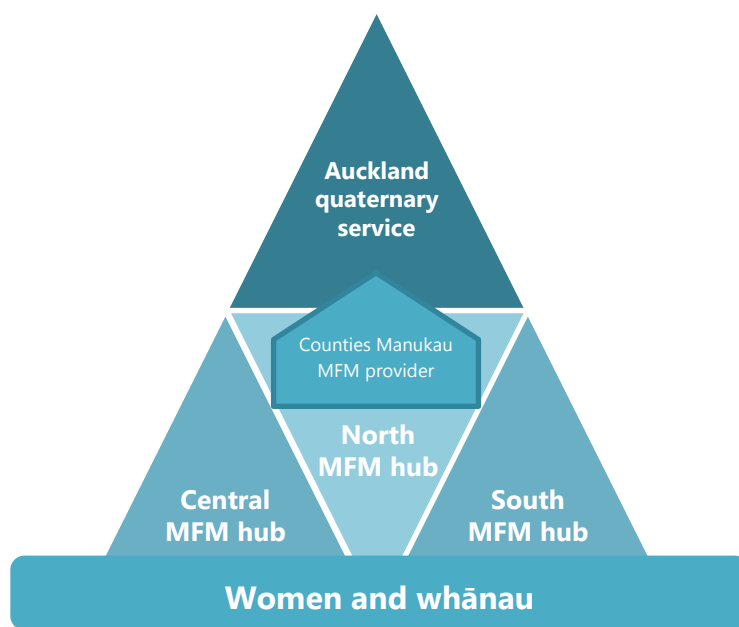 Auckland
quaternary
service
Counties Manukau
MFM provider
North
MFM hub
Central
MFM hub
South
MFM hub
Women and whānau